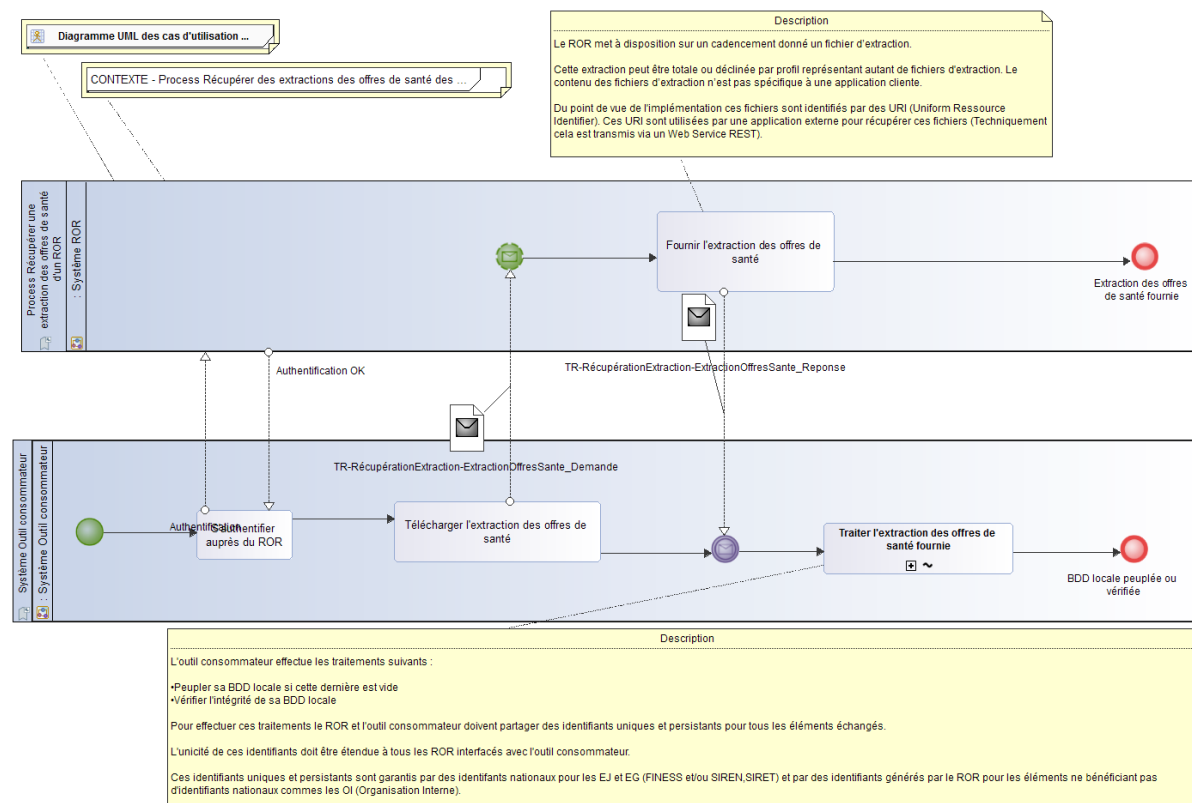 Diagramme UML des cas d'utilisation ...
CONTEXTE - Process Récupérer des extractions des offres de santé des ...
Description
Le ROR met à disposition sur un cadencement donné un fichier d'extraction.
Cette extraction peut être totale ou déclinée par profil représentant autant de fichiers d'extraction. Le
contenu des fichiers d'extraction n'est pas spécifique à une application cliente.
Du point de vue de l'implémentation ces fichiers sont identifiés par des URI (Uniform Ressource
Identifier). Ces URI sont utilisées par une application externe pour récupérer ces fichiers (Techniquement
cela est transmis via un Web Service REST).
Process Récupérer une
extraction des offres de santé
d'un ROR
: Système ROR
Fournir l'extraction des offres de
santé
Extraction des offres
de santé fournie
Authentification OK
TR-RécupérationExtraction-ExtractionOffresSante_Reponse
TR-RécupérationExtraction-ExtractionOffresSante_Demande
Système Outil consommateur
: Système Outil consommateur
Authentification
S'authentifier
auprès du ROR
Télécharger l'extraction des offres de
santé
Traiter l'extraction des offres de
santé fournie
BDD locale peuplée ou
vérifiée
Description
L'outil consommateur effectue les traitements suivants :
•Peupler sa BDD locale si cette dernière est vide
•Vérifier l'intégrité de sa BDD locale
Pour effectuer ces traitements le ROR et l'outil consommateur doivent partager des identifiants uniques et persistants pour tous les éléments échangés.
L'unicité de ces identifiants doit être étendue à tous les ROR interfacés avec l'outil consommateur.
Ces identifiants uniques et persistants sont garantis par des identifants nationaux pour les EJ et EG (FINESS et/ou SIREN,SIRET) et par des identifiants générés par le ROR pour les éléments ne bénéficiant pas
d'identifiants nationaux comme les OI (Organisation Interne).